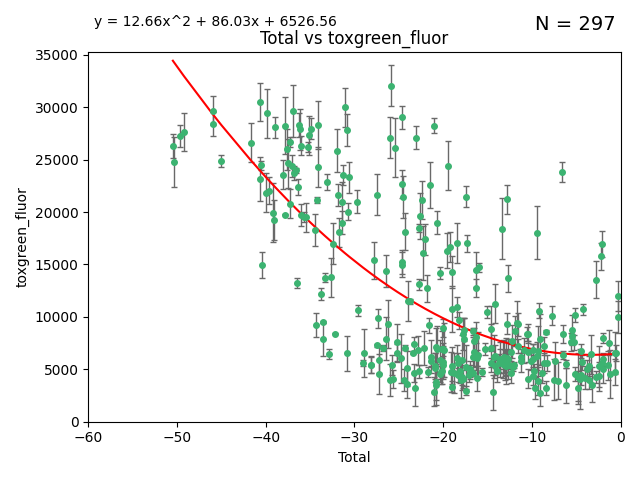 y = 12.66x^2 + 86.03x + 6526.56
N = 297
Total vs toxgreen_fluor
35000
30000
25000
20000
15000
10000
5000
0
toxgreen_fluor
−60 −50 −40 −30 −20 −10 0
Total